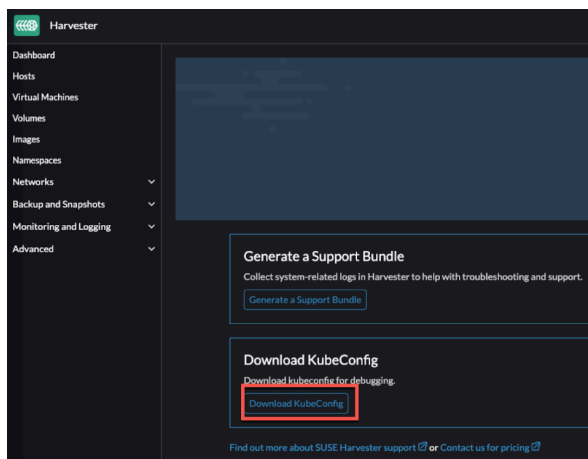 Harvester
Dashboard
Hosts
Virtual Machines
Volumes
Images
Namespaces
Networks
Backup and Snapshots
Monitoring and Logging
Advanced
Generate a Support Bundle
Collect system-related logs in Harvester to help with troubleshooting and support.
Generate a Support Bundle
Download KubeConfig
Download kubeconfig for debugging.
Download KubeConfig
Find out more about SUSE Harvester support or Contact us for pricing